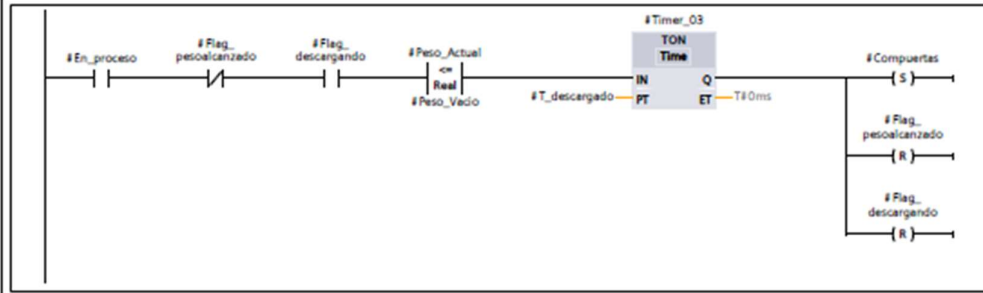 #Timer_03
TON
Time
#En_proceso
#Flag_
pesoalcanzado
#Flag_
descargando
#Peso_Actual
<=
Real
#Peso_Vacio
IN
Q
#T_descargado
PT
ET
T#0ms
#Compuertas
S
#Flag_
pesoalcanzado
R
#Flag_
descargando
R